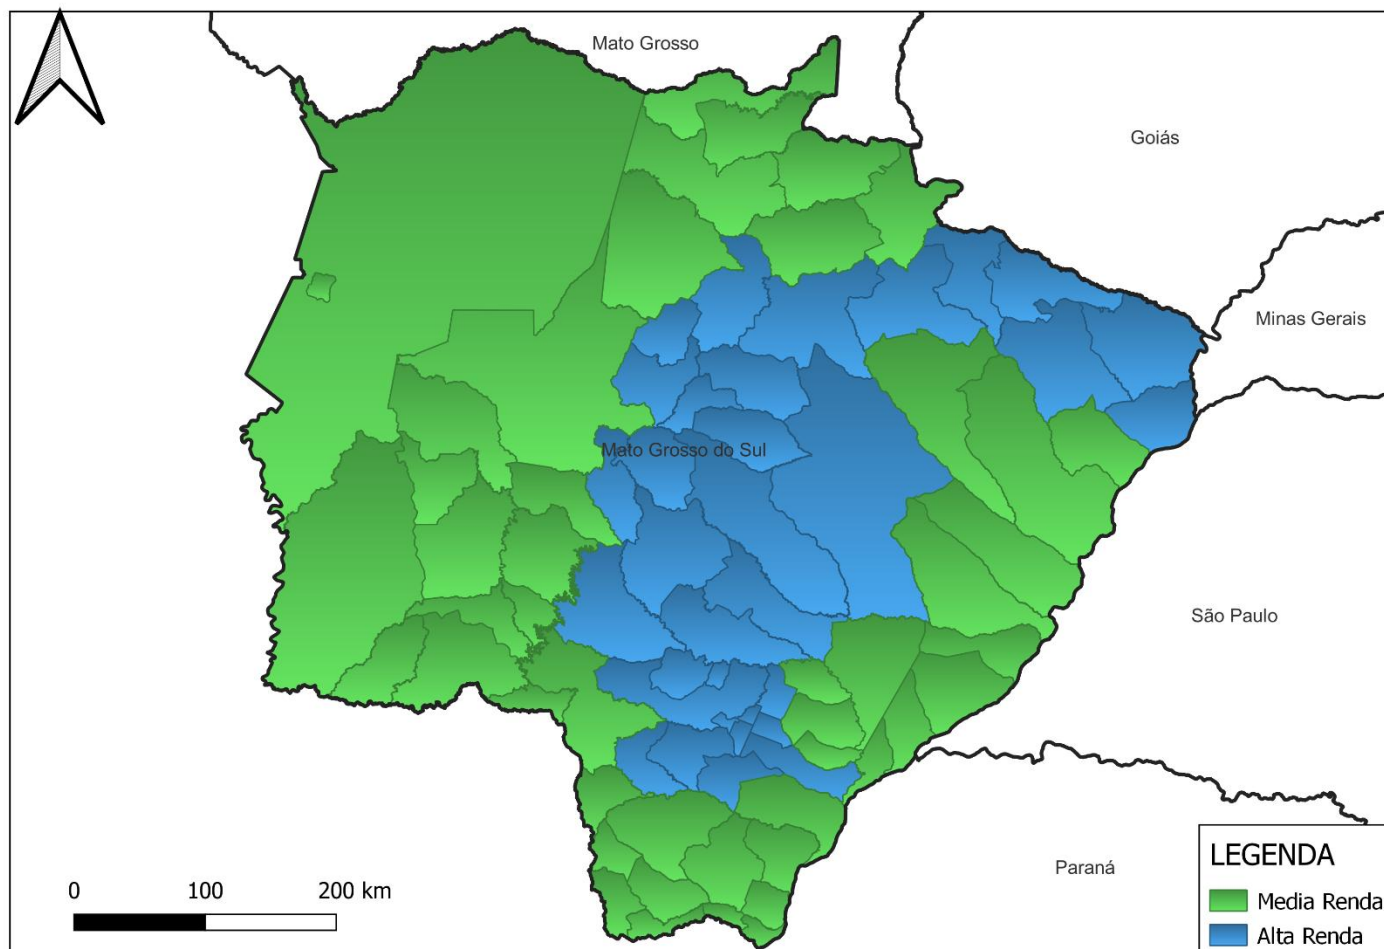 Mato Grosso
Goiás
Minas Gerais
Mato Grosso do Sul
São Paulo
Paraná
0 100 200 km
LEGENDA
Media Renda
Alta Renda